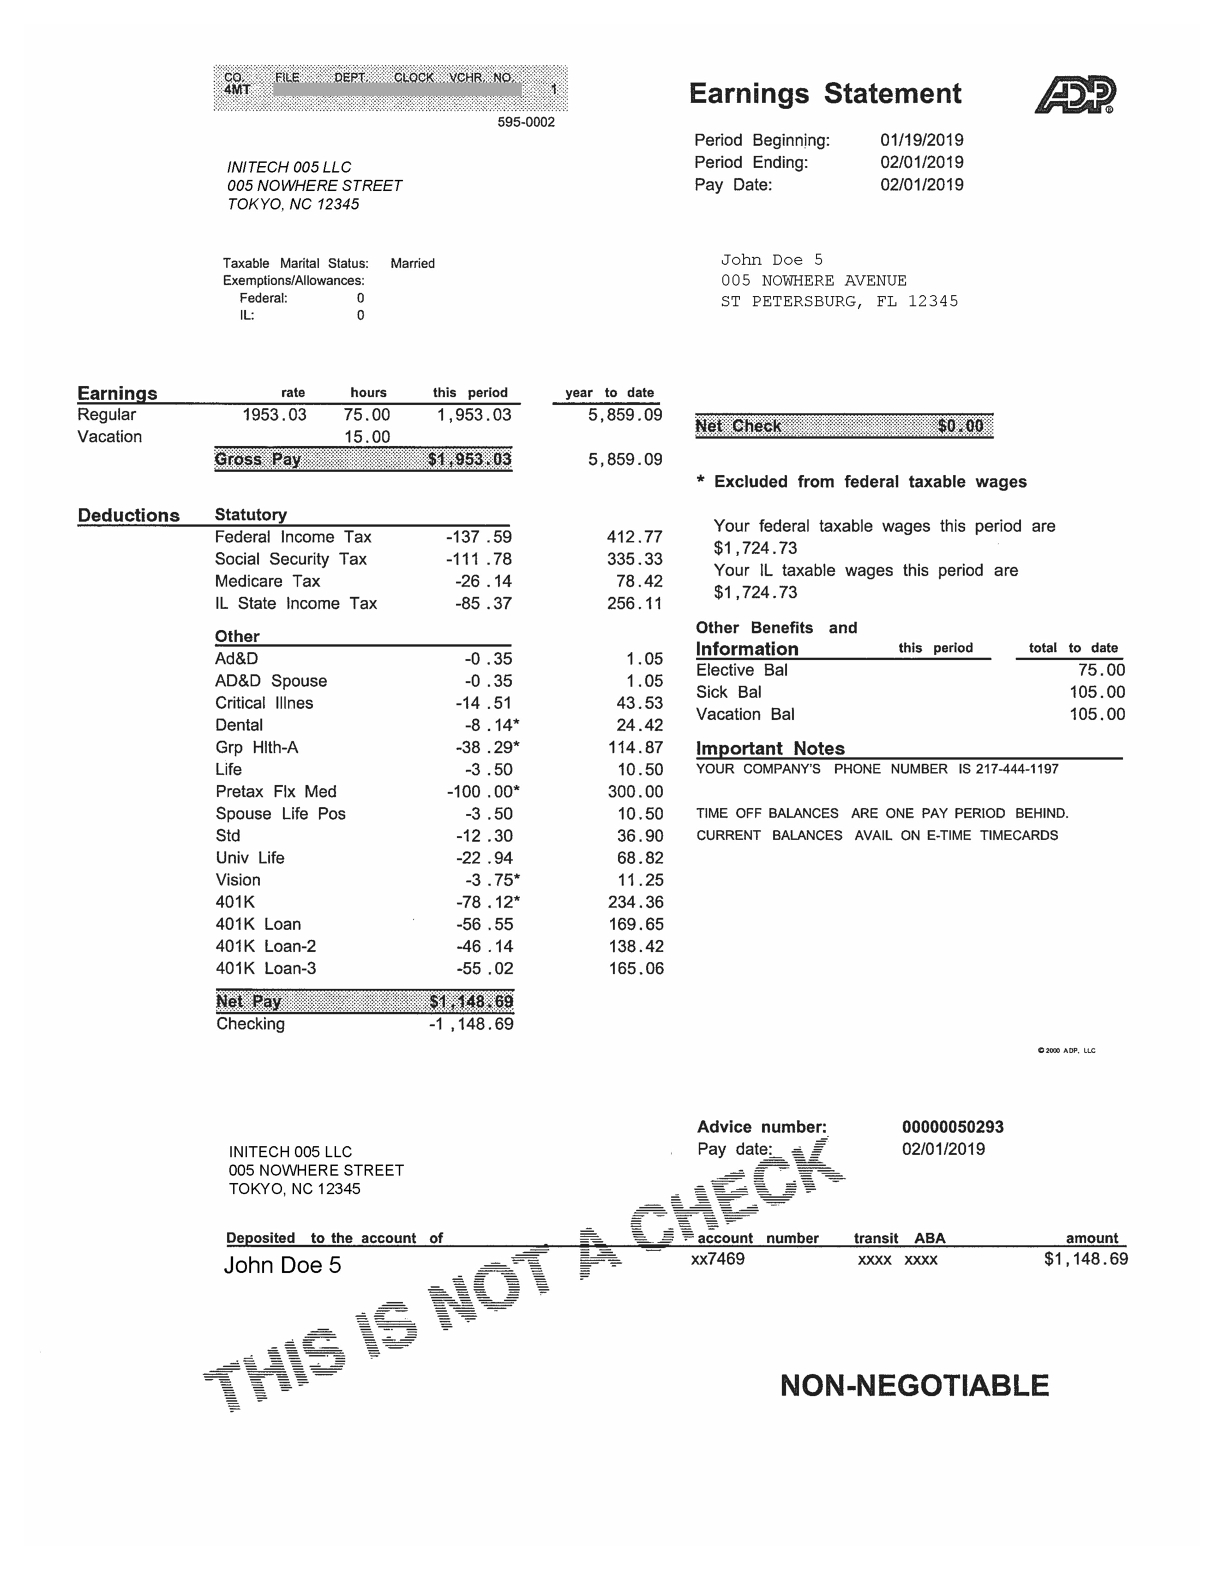 CO. FILE DEPT. CLOCK VCHR. NO.
4MT 1
595-0002
INITECH 005 LLC
005 NOWHERE STREET
TOKYO, NC 12345
Earnings Statement ADP®
Period Beginning: 01/19/2019
Period Ending: 02/01/2019
Pay Date: 02/01/2019
Taxable Marital Status: Married
Exemptions/Allowances:
Federal: 0
IL: 0
John Doe 5
005 NOWHERE AVENUE
ST PETERSBURG, FL 12345
Earnings rate hours this period year to date
Regular 1953.03 75.00 1,953.03 5,859.09
Vacation 15.00
Gross Pay $1,953.03 5,859.09
Deductions Statutory
Federal Income Tax -137 .59 412.77
Social Security Tax -111 .78 335.33
Medicare Tax -26 .14 78.42
IL State Income Tax -85 .37 256.11
Other
Ad&D -0 .35 1.05
AD&D Spouse -0 .35 1.05
Critical Illnes -14 .51 43.53
Dental -8 .14* 24.42
Grp Hlth-A -38 .29* 114.87
Life -3 .50 10.50
Pretax Flx Med -100 .00* 300.00
Spouse Life Pos -3 .50 10.50
Std -12 .30 36.90
Univ Life -22 .94 68.82
Vision -3 .75* 11.25
401K -78 .12* 234.36
401K Loan -56 .55 169.65
401K Loan-2 -46 .14 138.42
401K Loan-3 -55 .02 165.06
Net Pay $1,148.69
Checking -1 ,148.69
Net Check $0.00
* Excluded from federal taxable wages
Your federal taxable wages this period are
$1,724.73
Your IL taxable wages this period are
$1,724.73
Other Benefits and
Information this period total to date
Elective Bal 75.00
Sick Bal 105.00
Vacation Bal 105.00
Important Notes
YOUR COMPANY'S PHONE NUMBER IS 217-444-1197
TIME OFF BALANCES ARE ONE PAY PERIOD BEHIND.
CURRENT BALANCES AVAIL ON E-TIME TIMECARDS
© 2000 ADP, LLC
INITECH 005 LLC
005 NOWHERE STREET
TOKYO, NC 12345
Advice number: 00000050293
Pay date: 02/01/2019
Deposited to the account of account number transit ABA amount
John Doe 5 xx7469 xxxx xxxx $1,148.69
THIS IS NOT A CHECK
NON-NEGOTIABLE